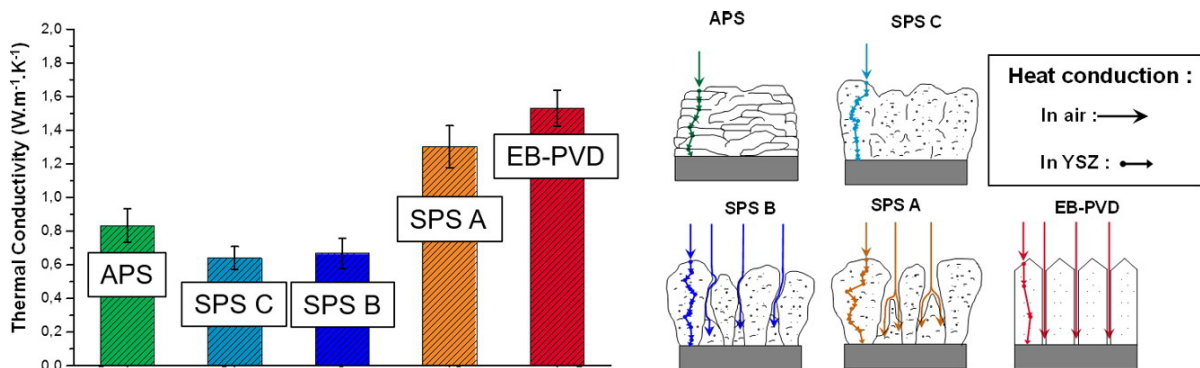 Thermal Conductivity (W.m⁻¹.K⁻¹)
2,0
1,8
1,6
1,4
1,2
1,0
0,8
0,6
0,4
0,2
0,0
APS
SPS C
SPS B
SPS A
EB-PVD
APS
SPS C
Heat conduction :
In air :
In YSZ :
SPS B
SPS A
EB-PVD